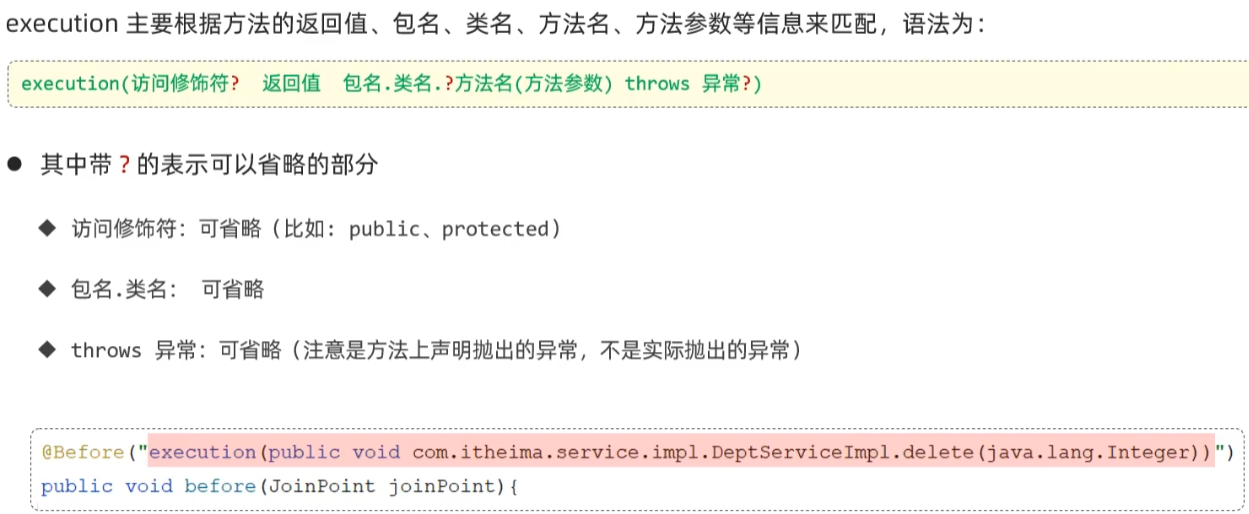 execution 主要根据方法的返回值、包名、类名、方法名、方法参数等信息来匹配，语法为：
execution(访问修饰符? 返回值 包名.类名.?方法名(方法参数) throws 异常?)
● 其中带 ? 的表示可以省略的部分
◆ 访问修饰符：可省略（比如: public、protected）
◆ 包名.类名： 可省略
◆ throws 异常：可省略（注意是方法上声明抛出的异常，不是实际抛出的异常）
@Before("execution(public void com.itheima.service.impl.DeptServiceImpl.delete(java.lang.Integer))")
public void before(JoinPoint joinPoint){